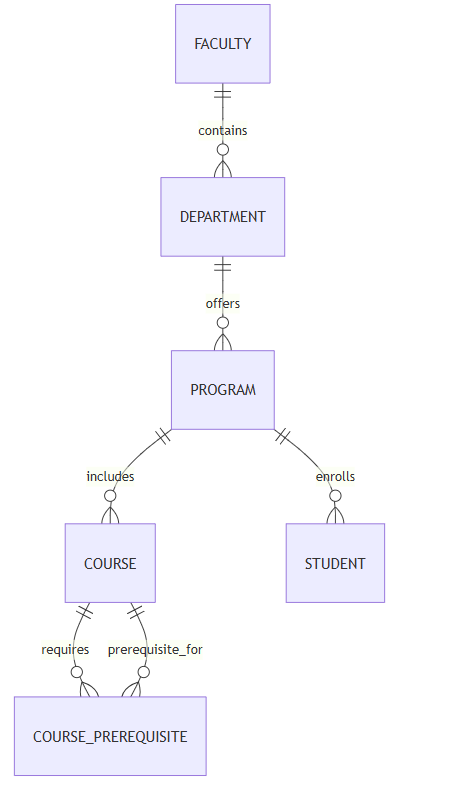 FACULTY
contains
DEPARTMENT
offers
PROGRAM
includes
enrolls
COURSE
STUDENT
requires
prerequisite_for
COURSE_PREREQUISITE